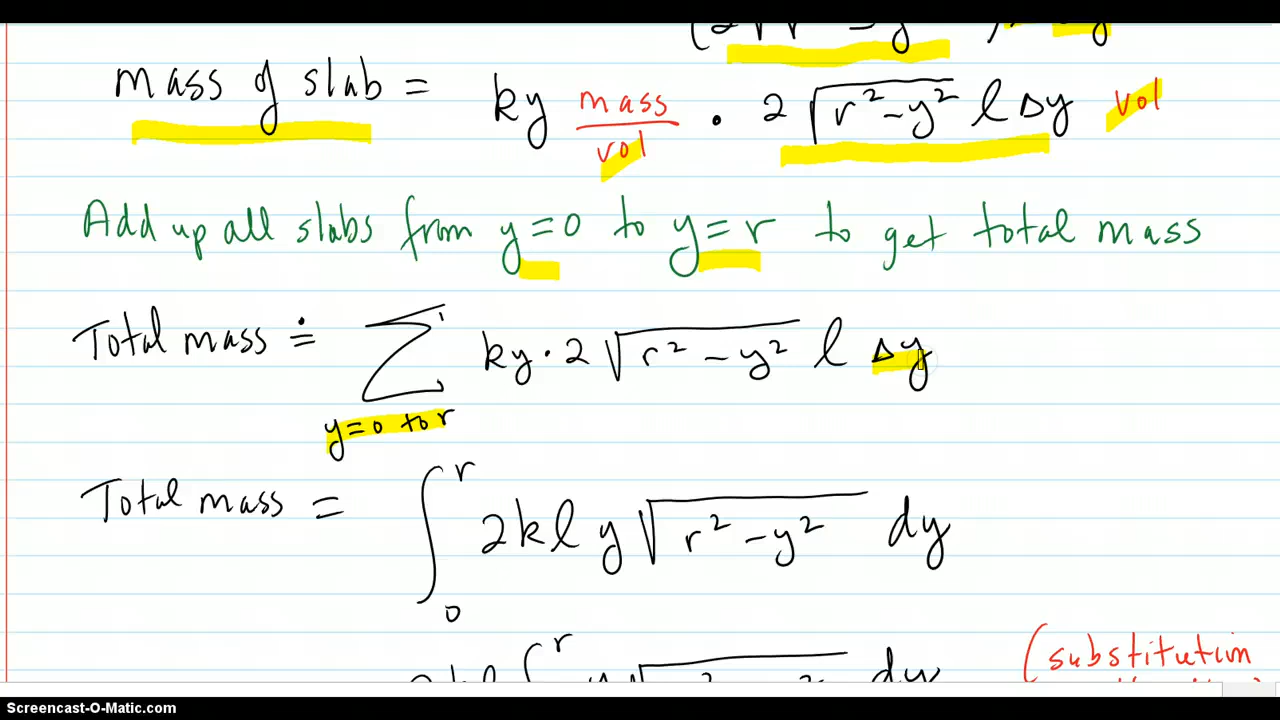 mass of slab = ky mass/vol · 2√(r² - y²) l Δy vol
Add up all slabs from y = 0 to y = r to get total mass
Total mass ≐ Σ ky · 2√(r² - y²) l Δy
y = 0 to r
Total mass = ∫₀ʳ 2kl y √(r² - y²) dy
(substitution
Screencast-O-Matic.com